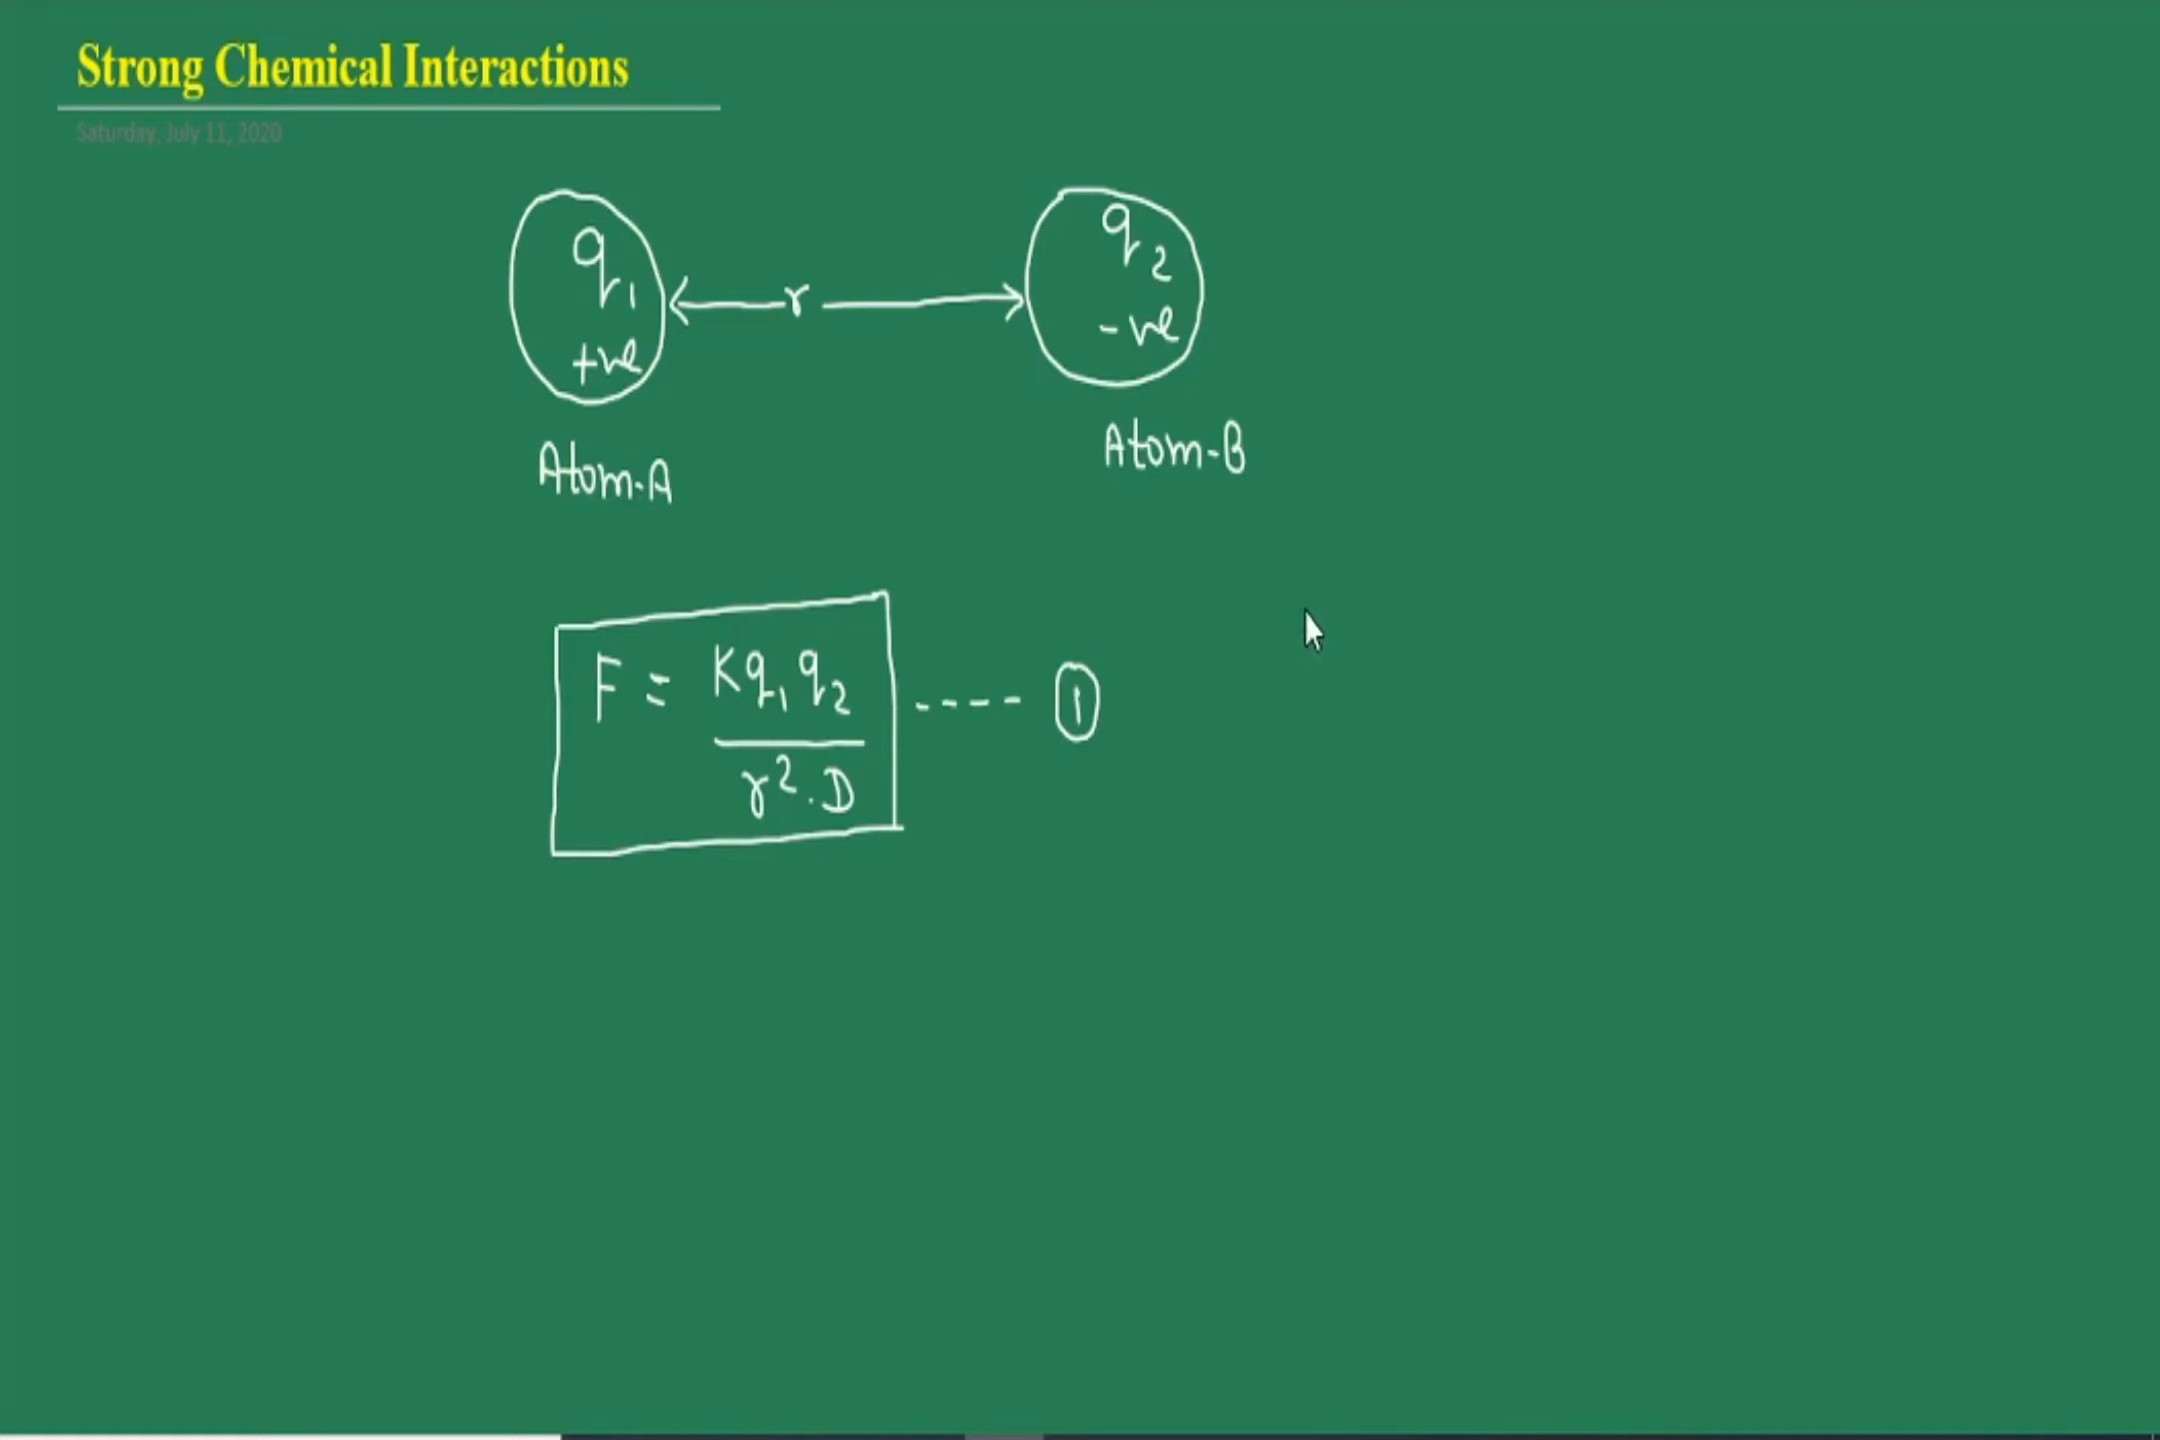 Strong Chemical Interactions
Saturday, July 11, 2020
q₁ +ve
r
q₂ -ve
Atom-A
Atom-B
F = Kq₁q₂ / r².D ---- ①